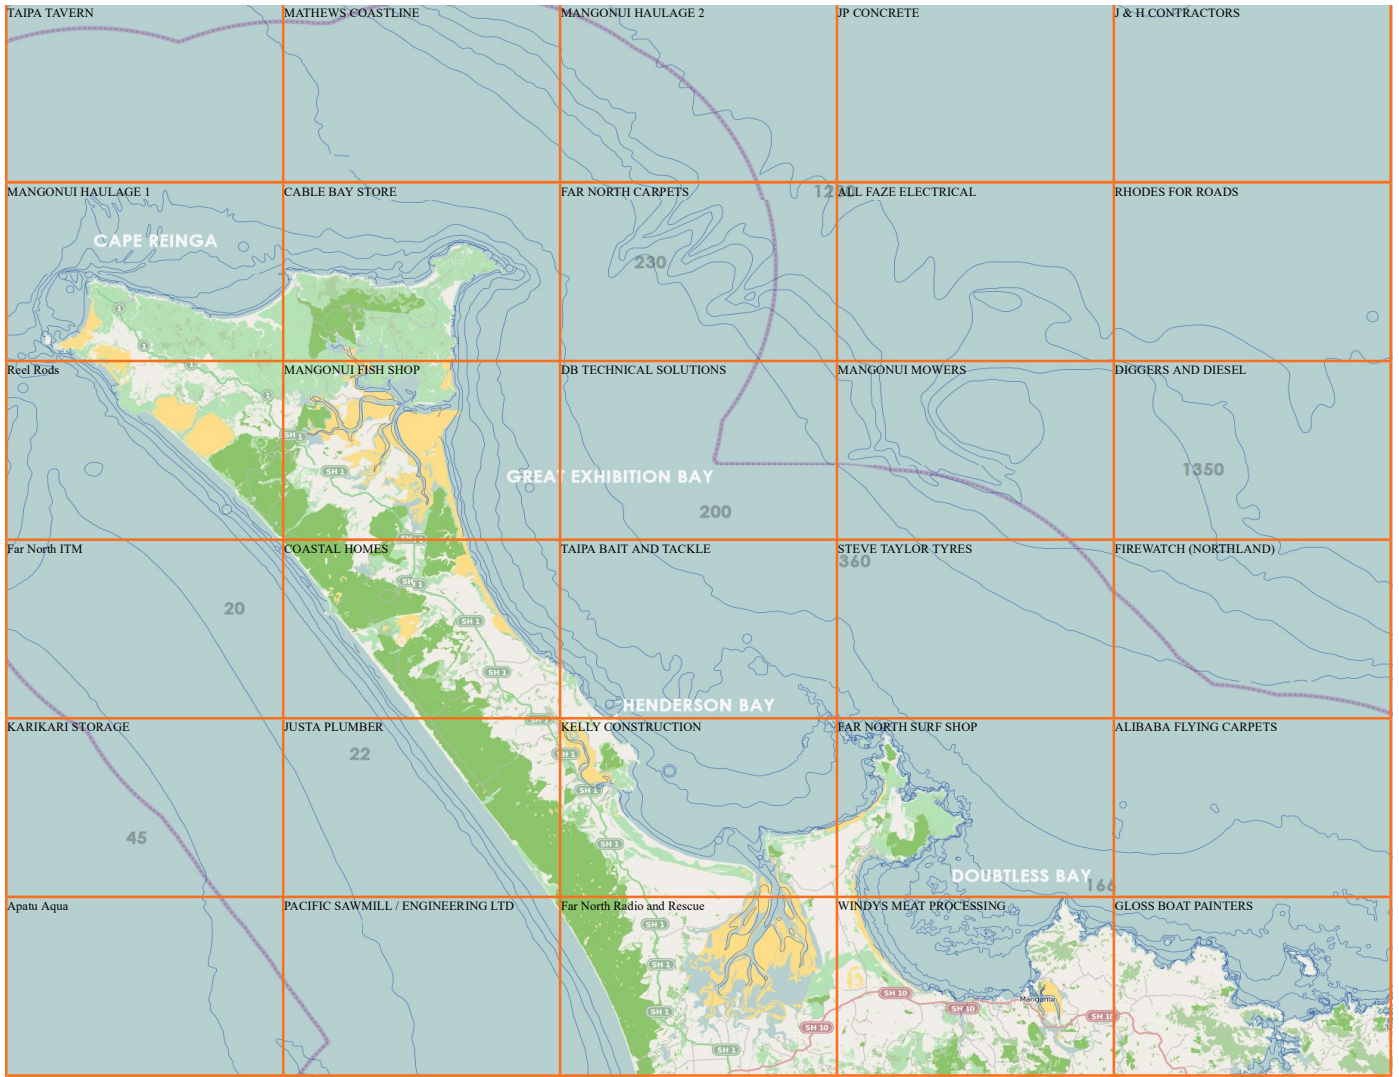 TAIPA TAVERN
MATHEWS COASTLINE
MANGONUI HAULAGE 2
JP CONCRETE
J & H CONTRACTORS
MANGONUI HAULAGE 1
CABLE BAY STORE
FAR NORTH CARPETS
ALL FAZE ELECTRICAL
RHODES FOR ROADS
CAPE REINGA
230
1
1
1
1
Reel Rods
MANGONUI FISH SHOP
DB TECHNICAL SOLUTIONS
MANGONUI MOWERS
DIGGERS AND DIESEL
SH 1
SH 1
GREAT EXHIBITION BAY
1350
200
Far North ITM
COASTAL HOMES
TAIPA BAIT AND TACKLE
STEVE TAYLOR TYRES
FIREWATCH (NORTHLAND)
360
20
SH 1
SH 1
SH 1
HENDERSON BAY
KARIKARI STORAGE
JUSTA PLUMBER
KELLY CONSTRUCTION
FAR NORTH SURF SHOP
ALIBABA FLYING CARPETS
22
SH 1
SH 1
45
SH 1
DOUBTLESS BAY
166
Apatu Aqua
PACIFIC SAWMILL / ENGINEERING LTD
Far North Radio and Rescue
WINDYS MEAT PROCESSING
GLOSS BOAT PAINTERS
SH 1
SH 1
SH 10
Mangonui
SH 10
SH 1
SH 10
SH 10
SH 1